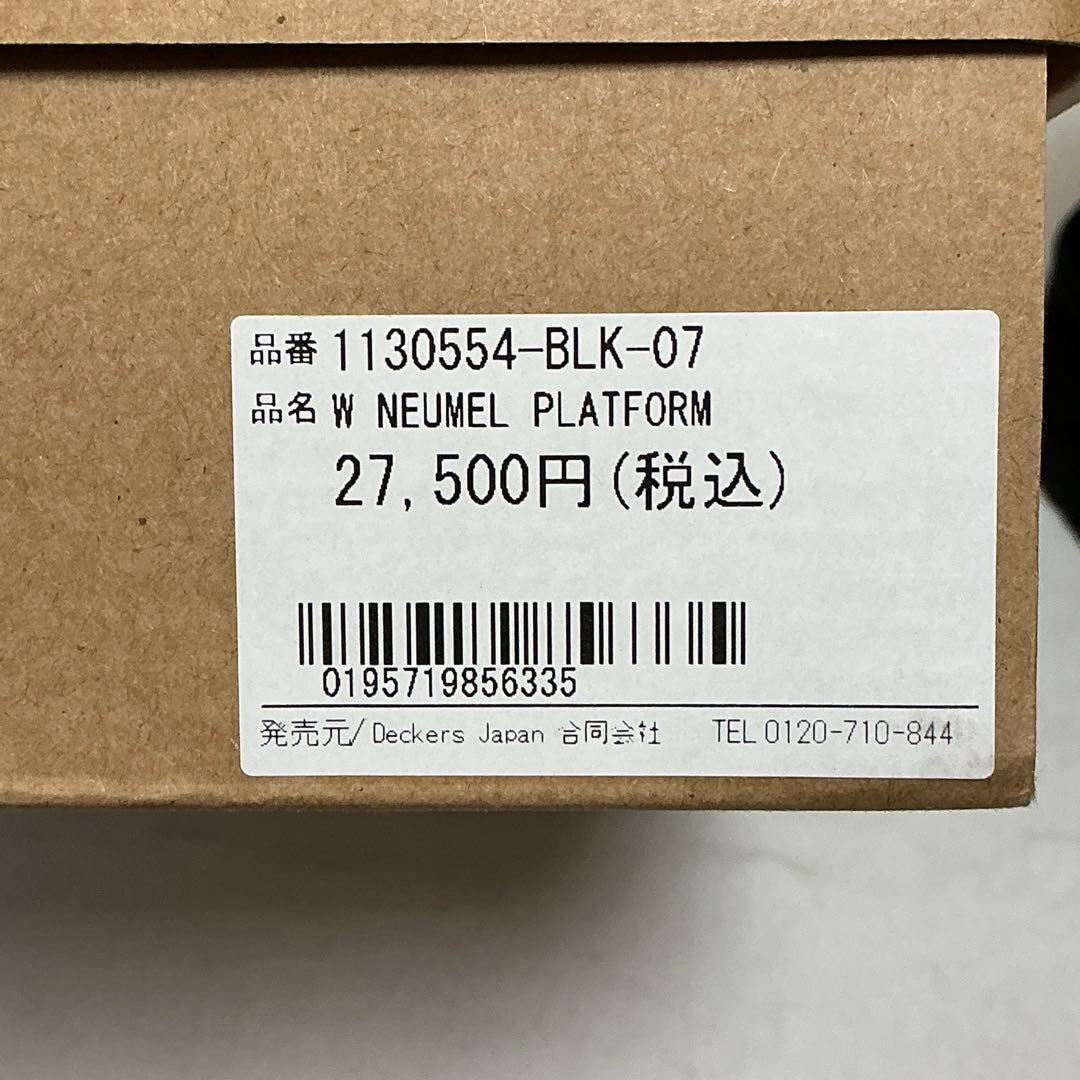 品番 1130554-BLK-07
品名 W NEUMEL PLATFORM
27,500円(税込)
0195719856335
発売元/Deckers Japan 合同会社 TEL 0120-710-844